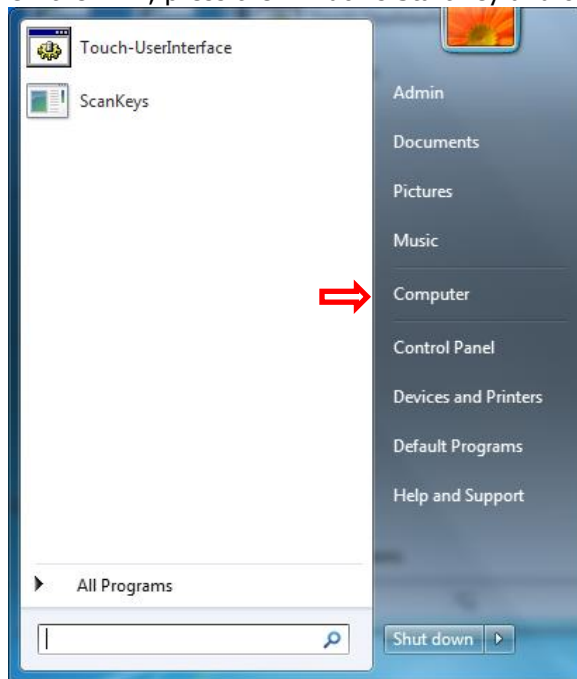 Touch-UserInterface
ScanKeys
All Programs
Admin
Documents
Pictures
Music
Computer
Control Panel
Devices and Printers
Default Programs
Help and Support
Shut down